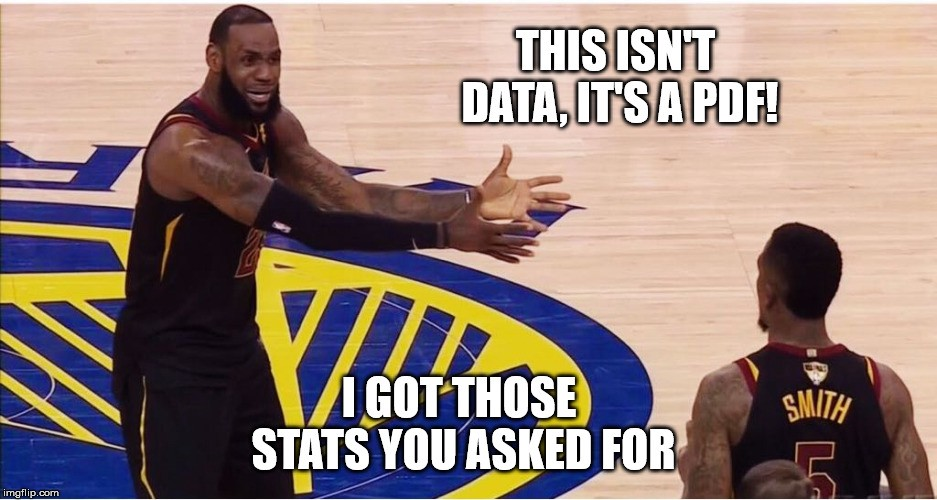 THIS ISN'T
DATA, IT'S A PDF!
I GOT THOSE
STATS YOU ASKED FOR
SMITH
5
imgflip.com